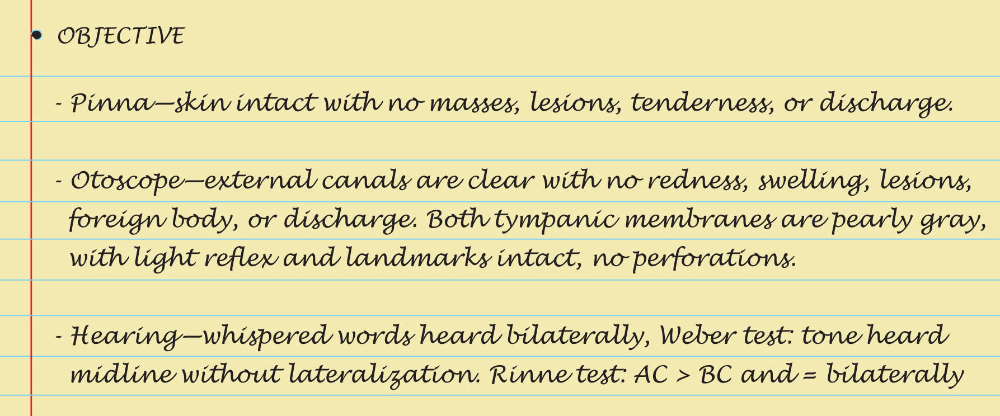 • OBJECTIVE
- Pinna—skin intact with no masses, lesions, tenderness, or discharge.
- Otoscope—external canals are clear with no redness, swelling, lesions,
foreign body, or discharge. Both tympanic membranes are pearly gray,
with light reflex and landmarks intact, no perforations.
- Hearing—whispered words heard bilaterally, Weber test: tone heard
midline without lateralization. Rinne test: AC > BC and = bilaterally